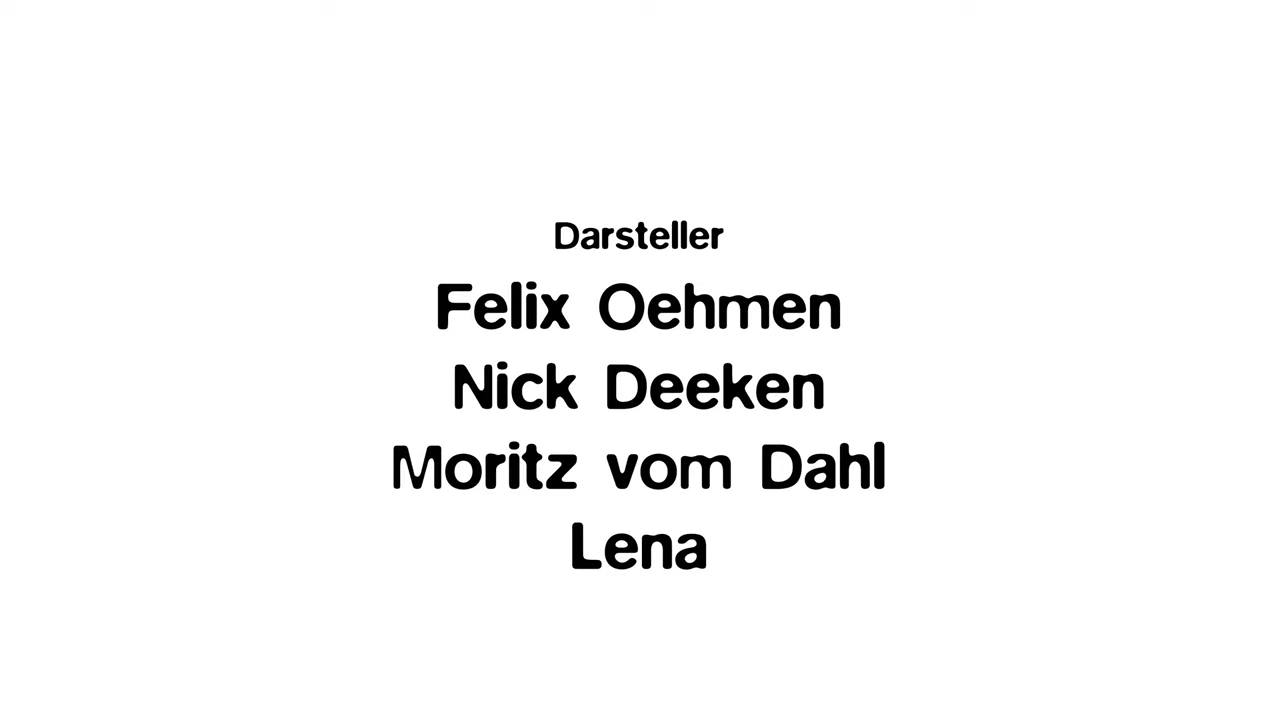 Darsteller
Felix Oehmen
Nick Deeken
Moritz vom Dahl
Lena